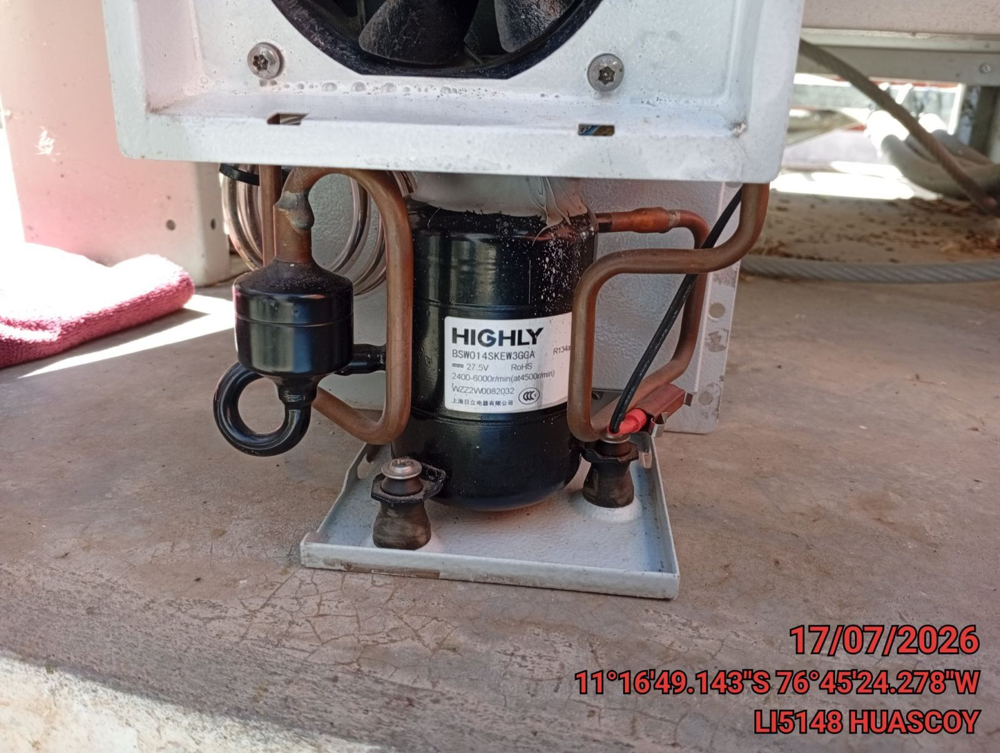 HIGHLY
BSW014SKEW3GGA R134a
27.5V RoHS
2400-6000r/min(at4500r/min)
WZZ2W0082032
CCC
上海日立电器有限公司
17/07/2026
11°16'49.143"S 76°45'24.278"W
LI5148 HUASCOY